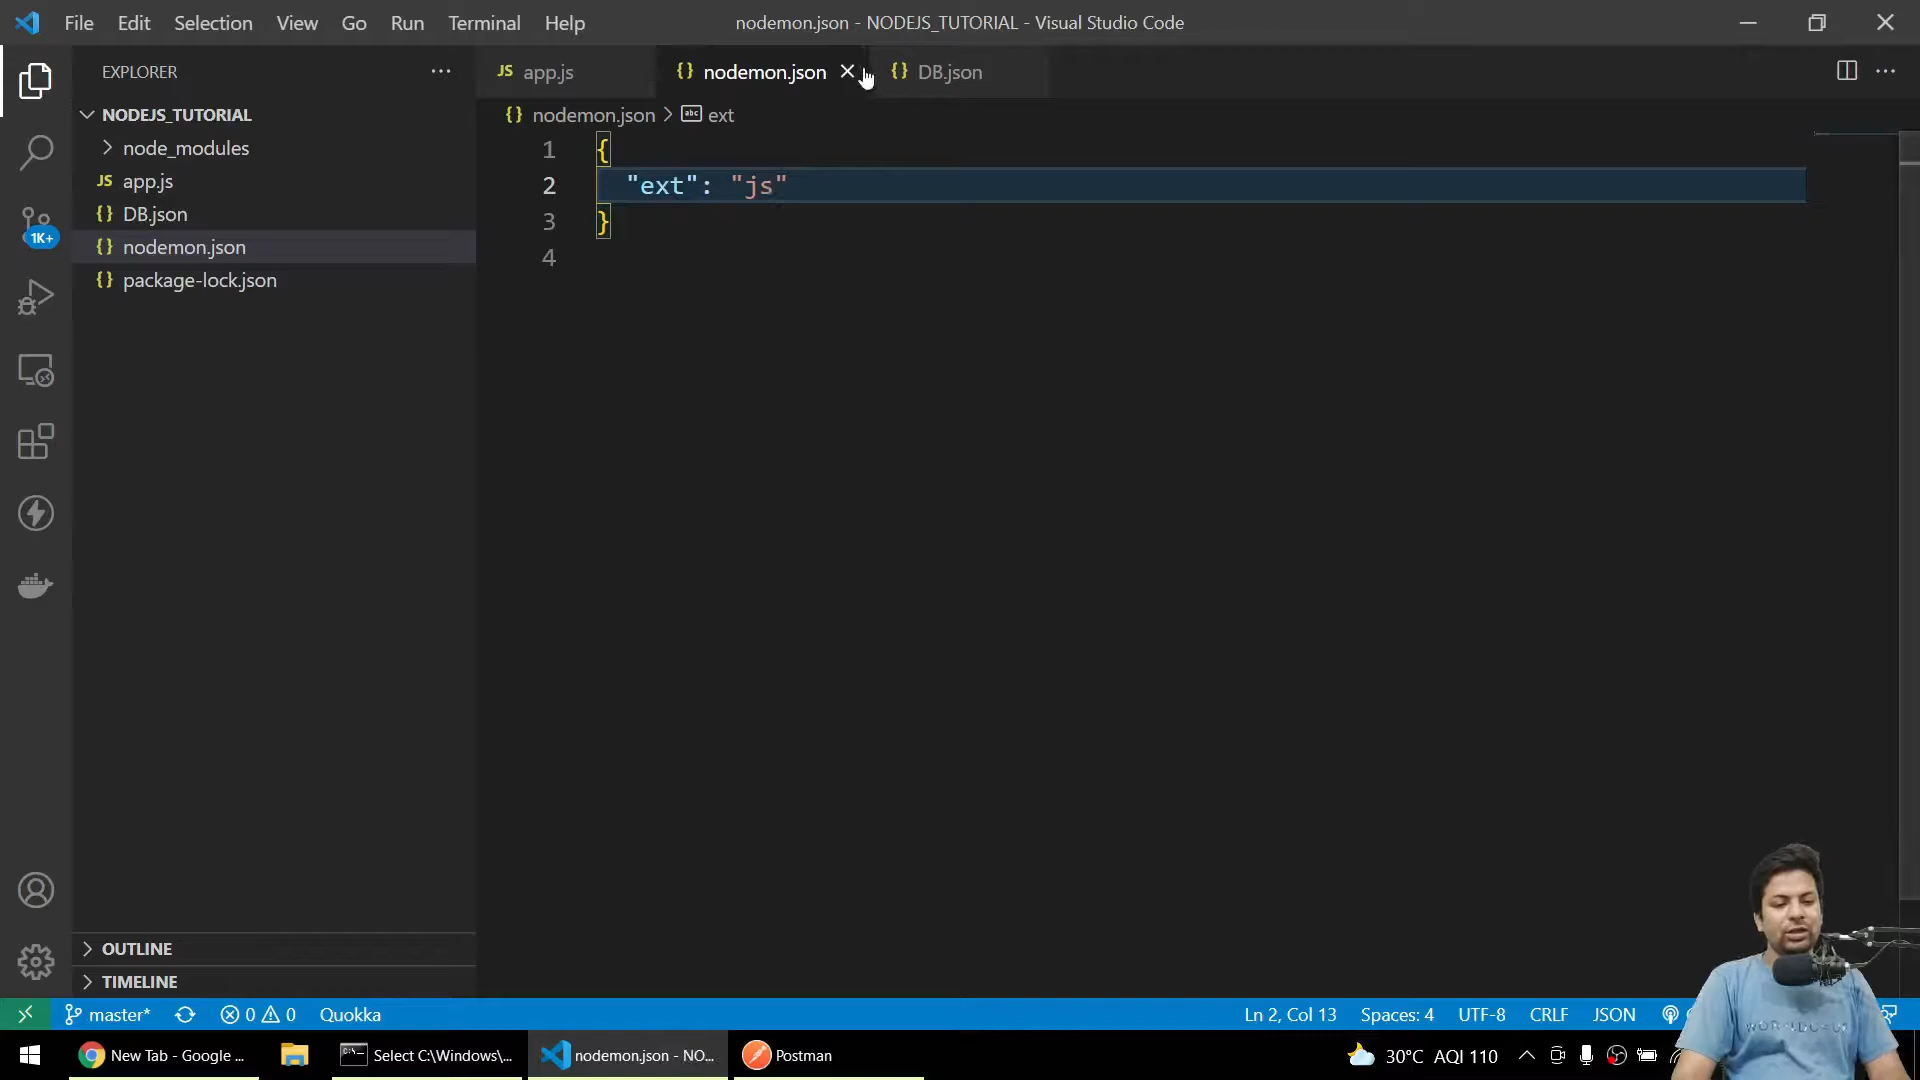 File Edit Selection View Go Run Terminal Help
nodemon.json - NODEJS_TUTORIAL - Visual Studio Code
EXPLORER
NODEJS_TUTORIAL
node_modules
JS app.js
{} DB.json
{} nodemon.json
{} package-lock.json
1K+
OUTLINE
TIMELINE
JS app.js
{} nodemon.json
{} DB.json
{} nodemon.json > abc ext
1 {
2 "ext": "js"
3 }
4
master* 0 0 Quokka
Ln 2, Col 13 Spaces: 4 UTF-8 CRLF JSON
New Tab - Google ...
Select C:\Windows\...
nodemon.json - NO...
Postman
30°C AQI 110